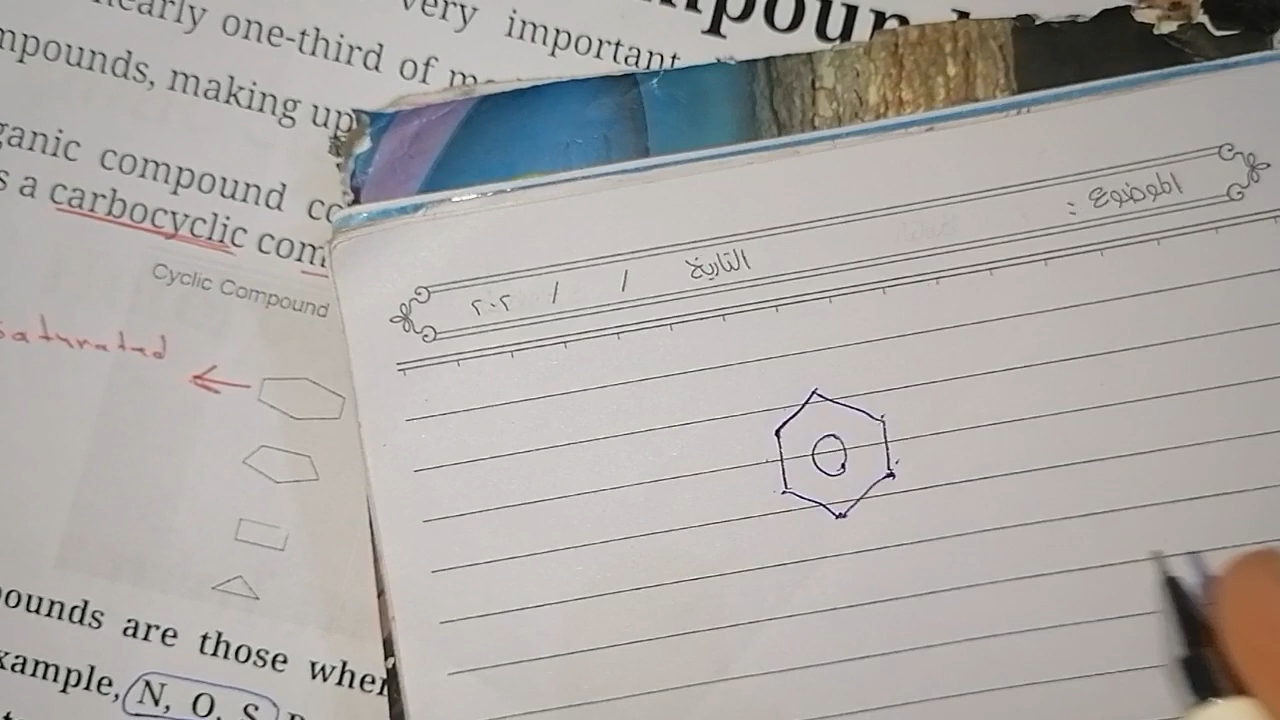 very important
nearly one-third of
mpounds, making up
ganic compound
s a carbocyclic com
Cyclic Compound
saturated
الموضوع :
التاريخ / / ٢٠٢
ounds are those wher
xample, N, O, S